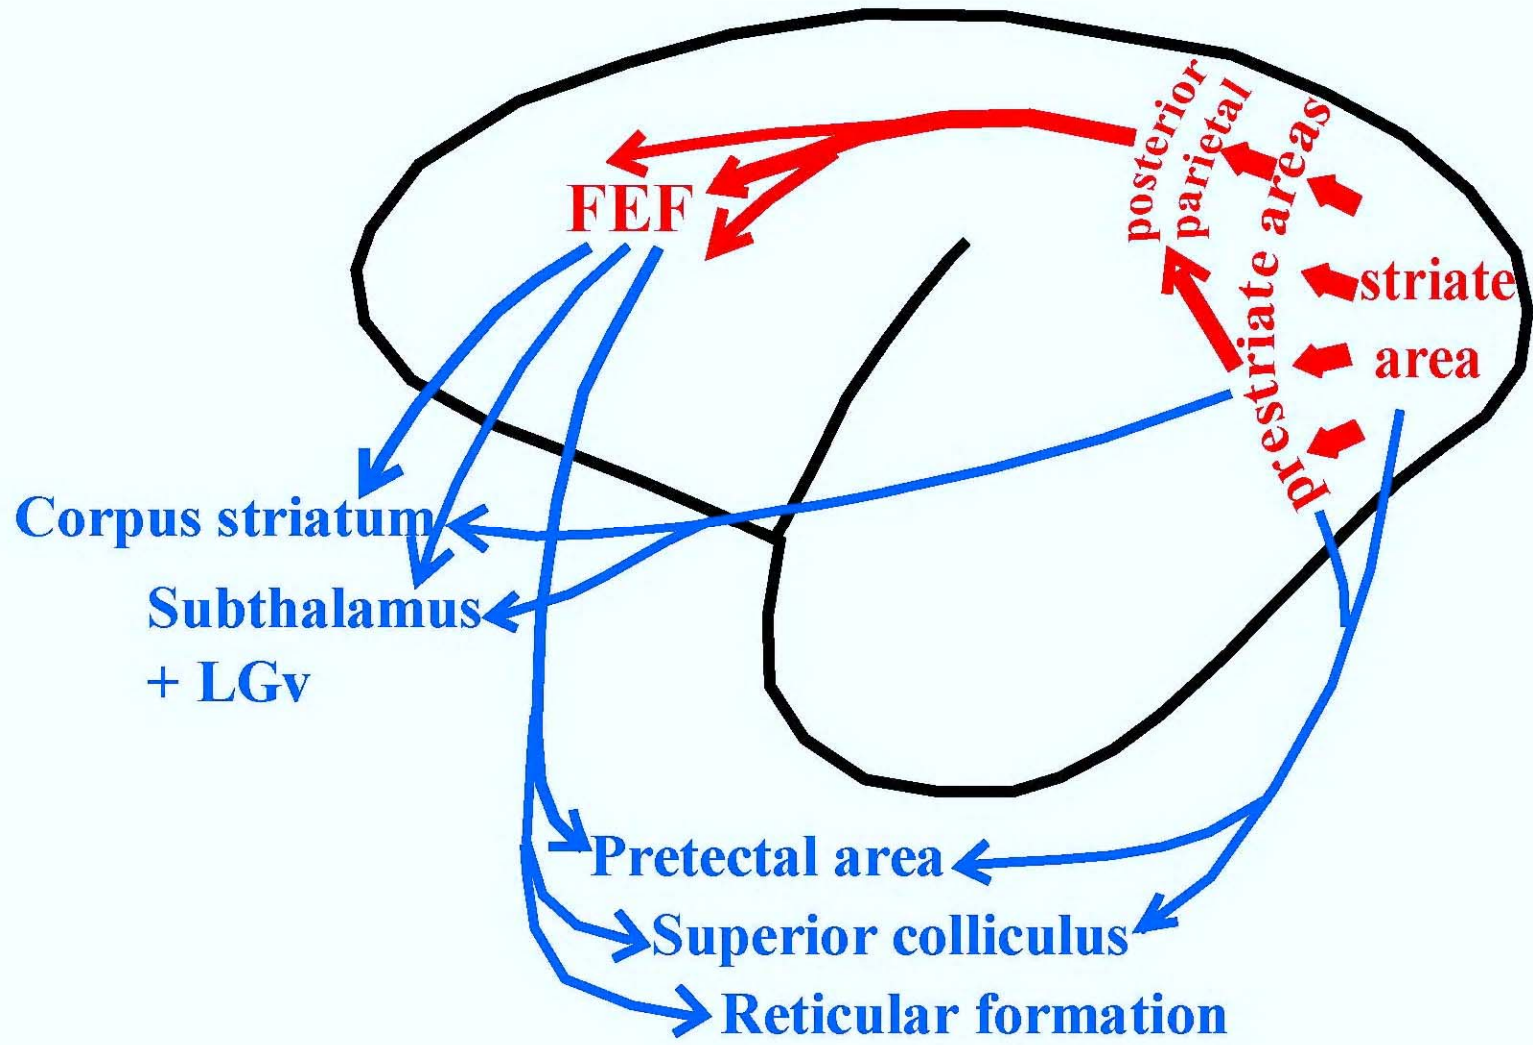 posterior
parietal
prestriate areas
FEF
striate
area
Corpus striatum
Subthalamus
+ LGv
Pretectal area
Superior colliculus
Reticular formation